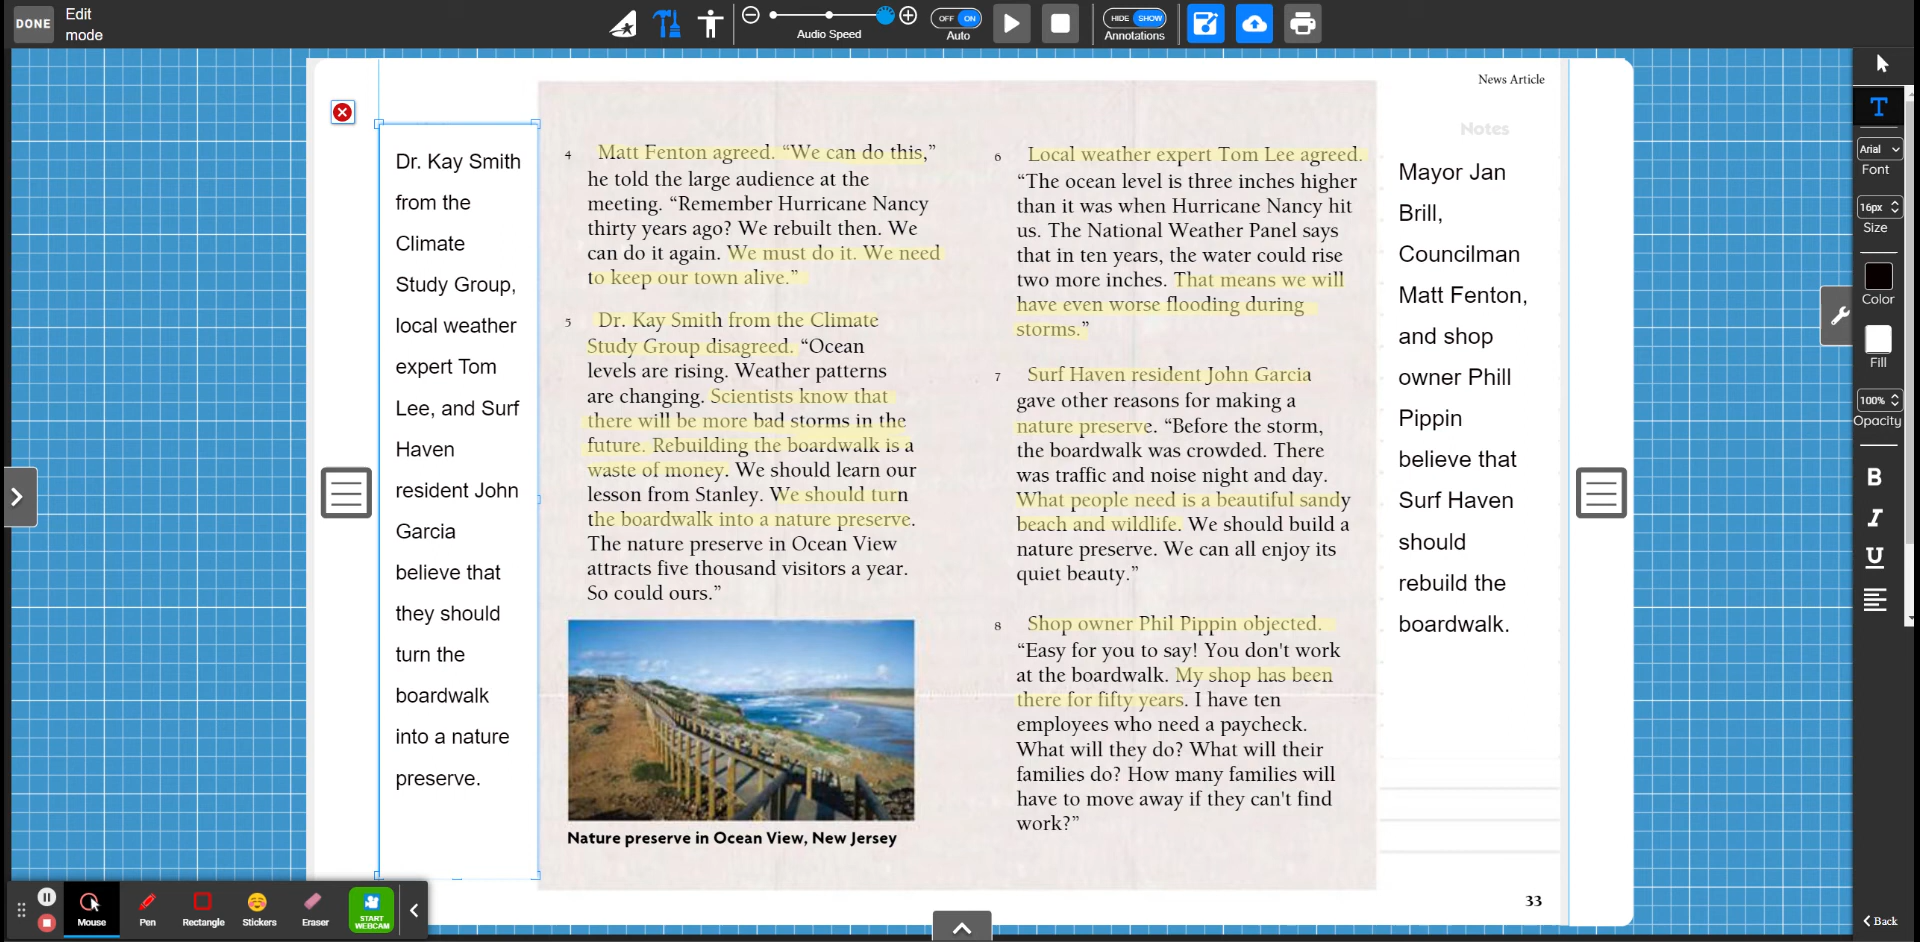 DONE
Edit
mode
Audio Speed
OFF ON
Auto
HIDE SHOW
Annotations
News Article
Notes
Dr. Kay Smith
from the
Climate
Study Group,
local weather
expert Tom
Lee, and Surf
Haven
resident John
Garcia
believe that
they should
turn the
boardwalk
into a nature
preserve.
4 Matt Fenton agreed. “We can do this,”
he told the large audience at the
meeting. “Remember Hurricane Nancy
thirty years ago? We rebuilt then. We
can do it again. We must do it. We need
to keep our town alive.”
5 Dr. Kay Smith from the Climate
Study Group disagreed. “Ocean
levels are rising. Weather patterns
are changing. Scientists know that
there will be more bad storms in the
future. Rebuilding the boardwalk is a
waste of money. We should learn our
lesson from Stanley. We should turn
the boardwalk into a nature preserve.
The nature preserve in Ocean View
attracts five thousand visitors a year.
So could ours.”
Nature preserve in Ocean View, New Jersey
6 Local weather expert Tom Lee agreed.
“The ocean level is three inches higher
than it was when Hurricane Nancy hit
us. The National Weather Panel says
that in ten years, the water could rise
two more inches. That means we will
have even worse flooding during
storms.”
7 Surf Haven resident John Garcia
gave other reasons for making a
nature preserve. “Before the storm,
the boardwalk was crowded. There
was traffic and noise night and day.
What people need is a beautiful sandy
beach and wildlife. We should build a
nature preserve. We can all enjoy its
quiet beauty.”
8 Shop owner Phil Pippin objected.
“Easy for you to say! You don't work
at the boardwalk. My shop has been
there for fifty years. I have ten
employees who need a paycheck.
What will they do? What will their
families do? How many families will
have to move away if they can't find
work?”
Mayor Jan
Brill,
Councilman
Matt Fenton,
and shop
owner Phill
Pippin
believe that
Surf Haven
should
rebuild the
boardwalk.
33
T
Arial
Font
16px
Size
Color
Fill
100%
Opacity
B
I
U
Back
Mouse
Pen
Rectangle
Stickers
Eraser
START
WEBCAM